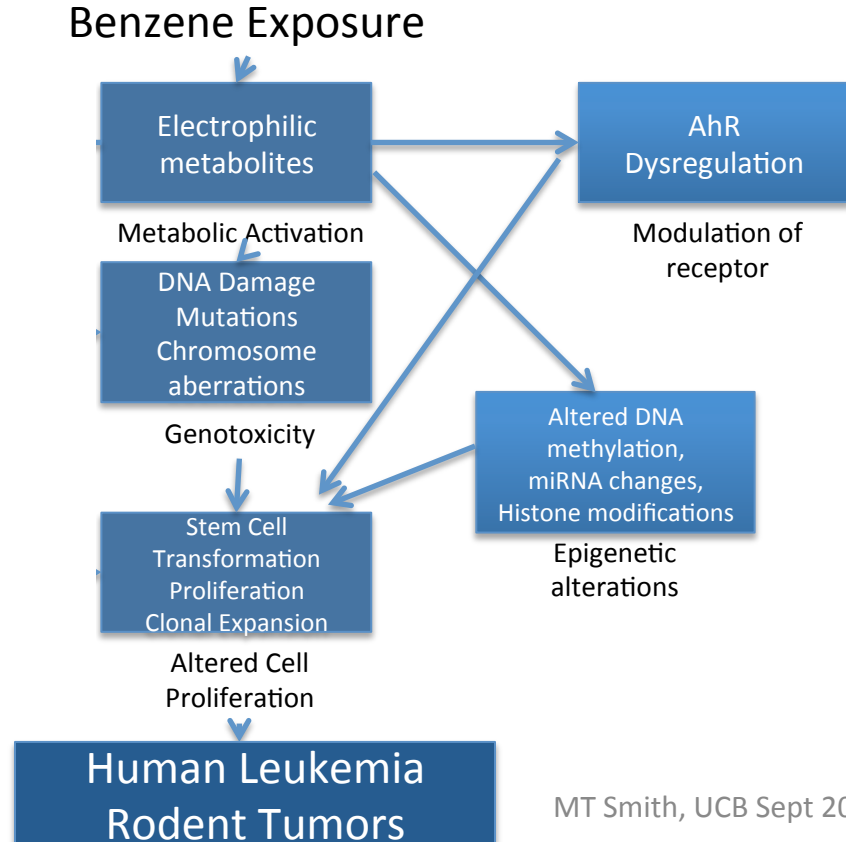 Benzene Exposure
Electrophilic
metabolites
AhR
Dysregulation
Metabolic Activation
Modulation of
receptor
DNA Damage
Mutations
Chromosome
aberrations
Genotoxicity
Altered DNA
methylation,
miRNA changes,
Histone modifications
Epigenetic
alterations
Stem Cell
Transformation
Proliferation
Clonal Expansion
Altered Cell
Proliferation
Human Leukemia
Rodent Tumors
MT Smith, UCB Sept 20